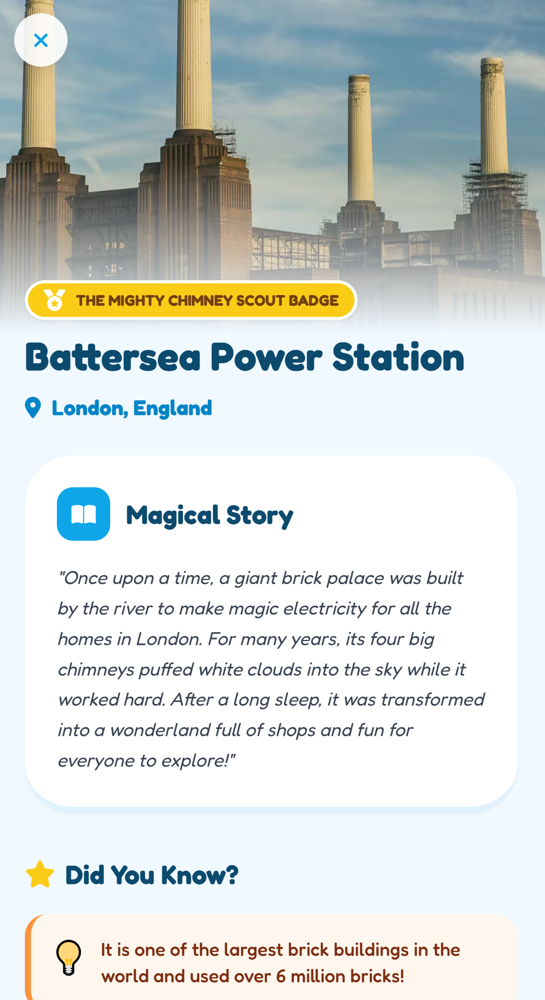 THE MIGHTY CHIMNEY SCOUT BADGE
Battersea Power Station
London, England
Magical Story
"Once upon a time, a giant brick palace was built
by the river to make magic electricity for all the
homes in London. For many years, its four big
chimneys puffed white clouds into the sky while it
worked hard. After a long sleep, it was transformed
into a wonderland full of shops and fun for
everyone to explore!"
Did You Know?
It is one of the largest brick buildings in the
world and used over 6 million bricks!